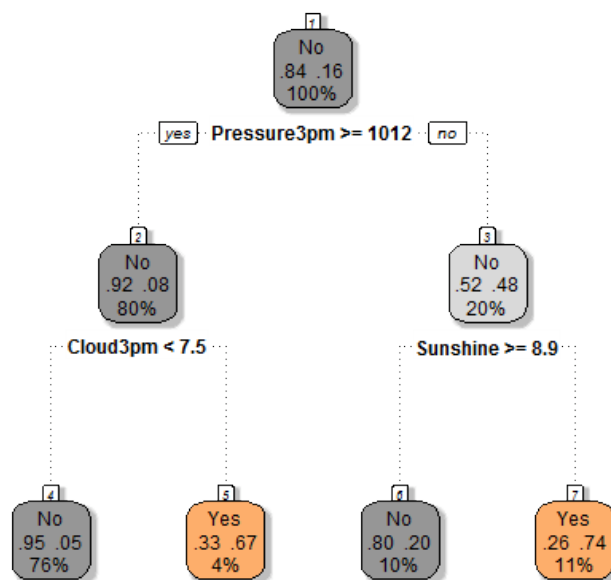 1
No
.84 .16
100%
yes Pressure3pm >= 1012 no
2
No
.92 .08
80%
3
No
.52 .48
20%
Cloud3pm < 7.5
Sunshine >= 8.9
4
No
.95 .05
76%
5
Yes
.33 .67
4%
6
No
.80 .20
10%
7
Yes
.26 .74
11%